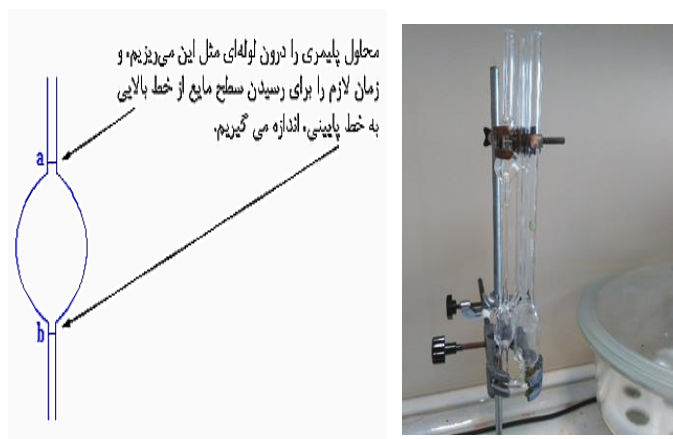 محلول پلیمری را درون لوله‌ای مثل این می‌ریزیم، و
زمان لازم را برای رسیدن سطح مایع از خط بالایی
به خط پایینی، اندازه می گیریم.
a
b